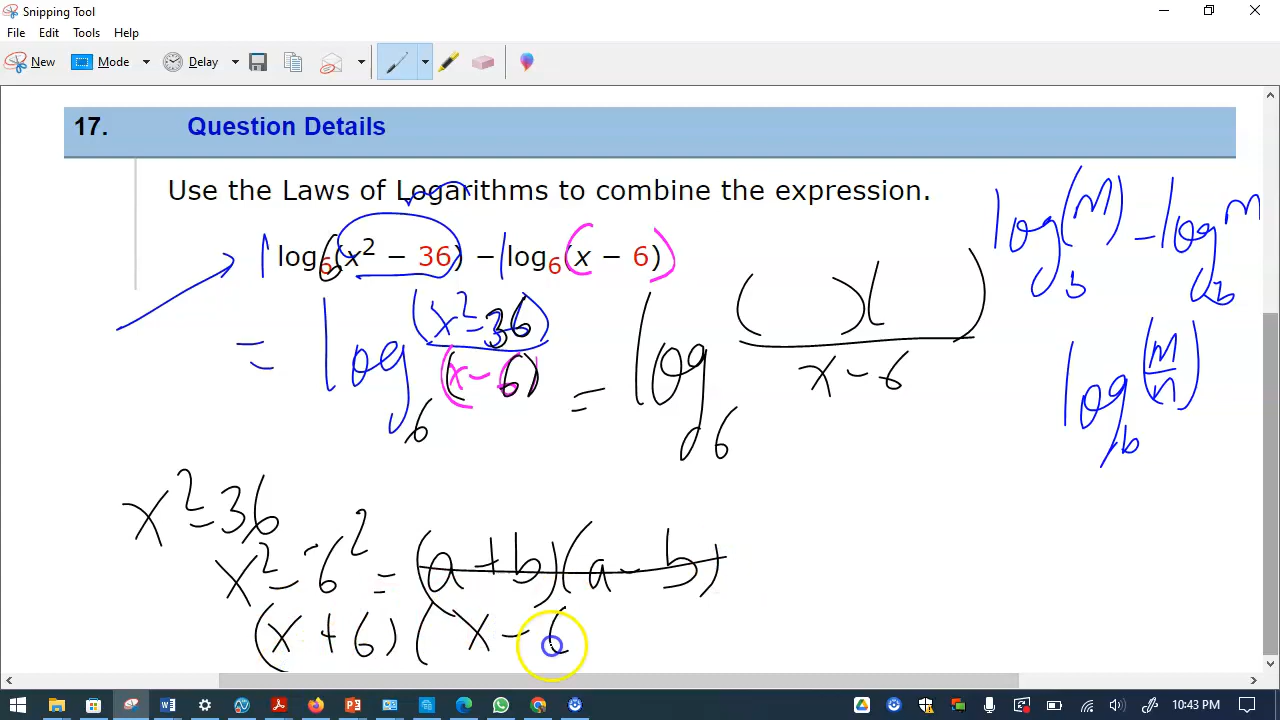 Snipping Tool
File Edit Tools Help
New Mode Delay
17. Question Details
Use the Laws of Logarithms to combine the expression.
log₆(x² − 36) − log₆(x − 6)
log_b(M) − log_b n
= log₆ (x² − 36)/(x − 6) = log₆ ( )( )/x − 6
log_b(M/n)
x² − 36
x² − 6² = (a + b)(a − b)
(x + 6)(x − 6
10:43 PM